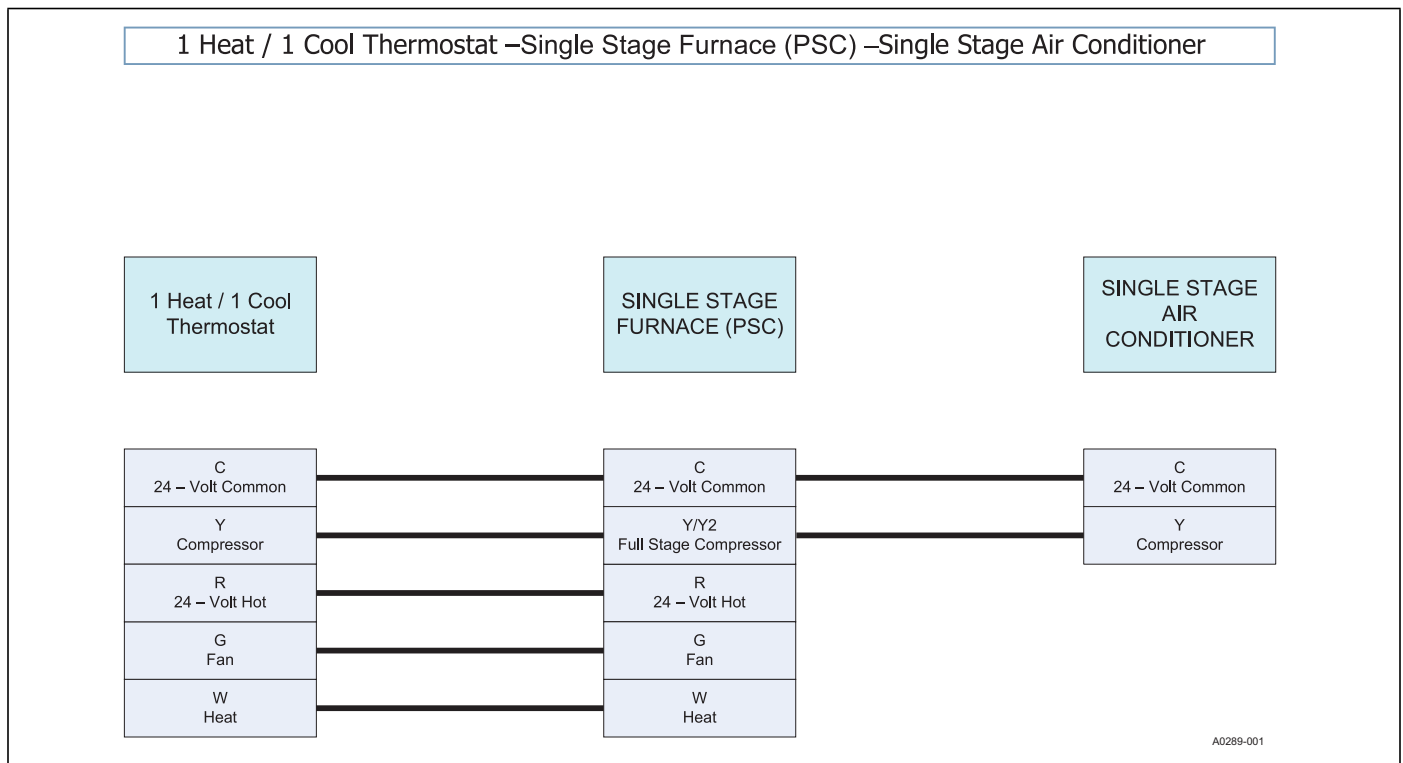 1 Heat / 1 Cool Thermostat –Single Stage Furnace (PSC) –Single Stage Air Conditioner
1 Heat / 1 Cool
Thermostat
SINGLE STAGE
FURNACE (PSC)
SINGLE STAGE
AIR
CONDITIONER
C
24 – Volt Common
C
24 – Volt Common
C
24 – Volt Common
Y
Compressor
Y/Y2
Full Stage Compressor
Y
Compressor
R
24 – Volt Hot
R
24 – Volt Hot
G
Fan
G
Fan
W
Heat
W
Heat
A0289-001